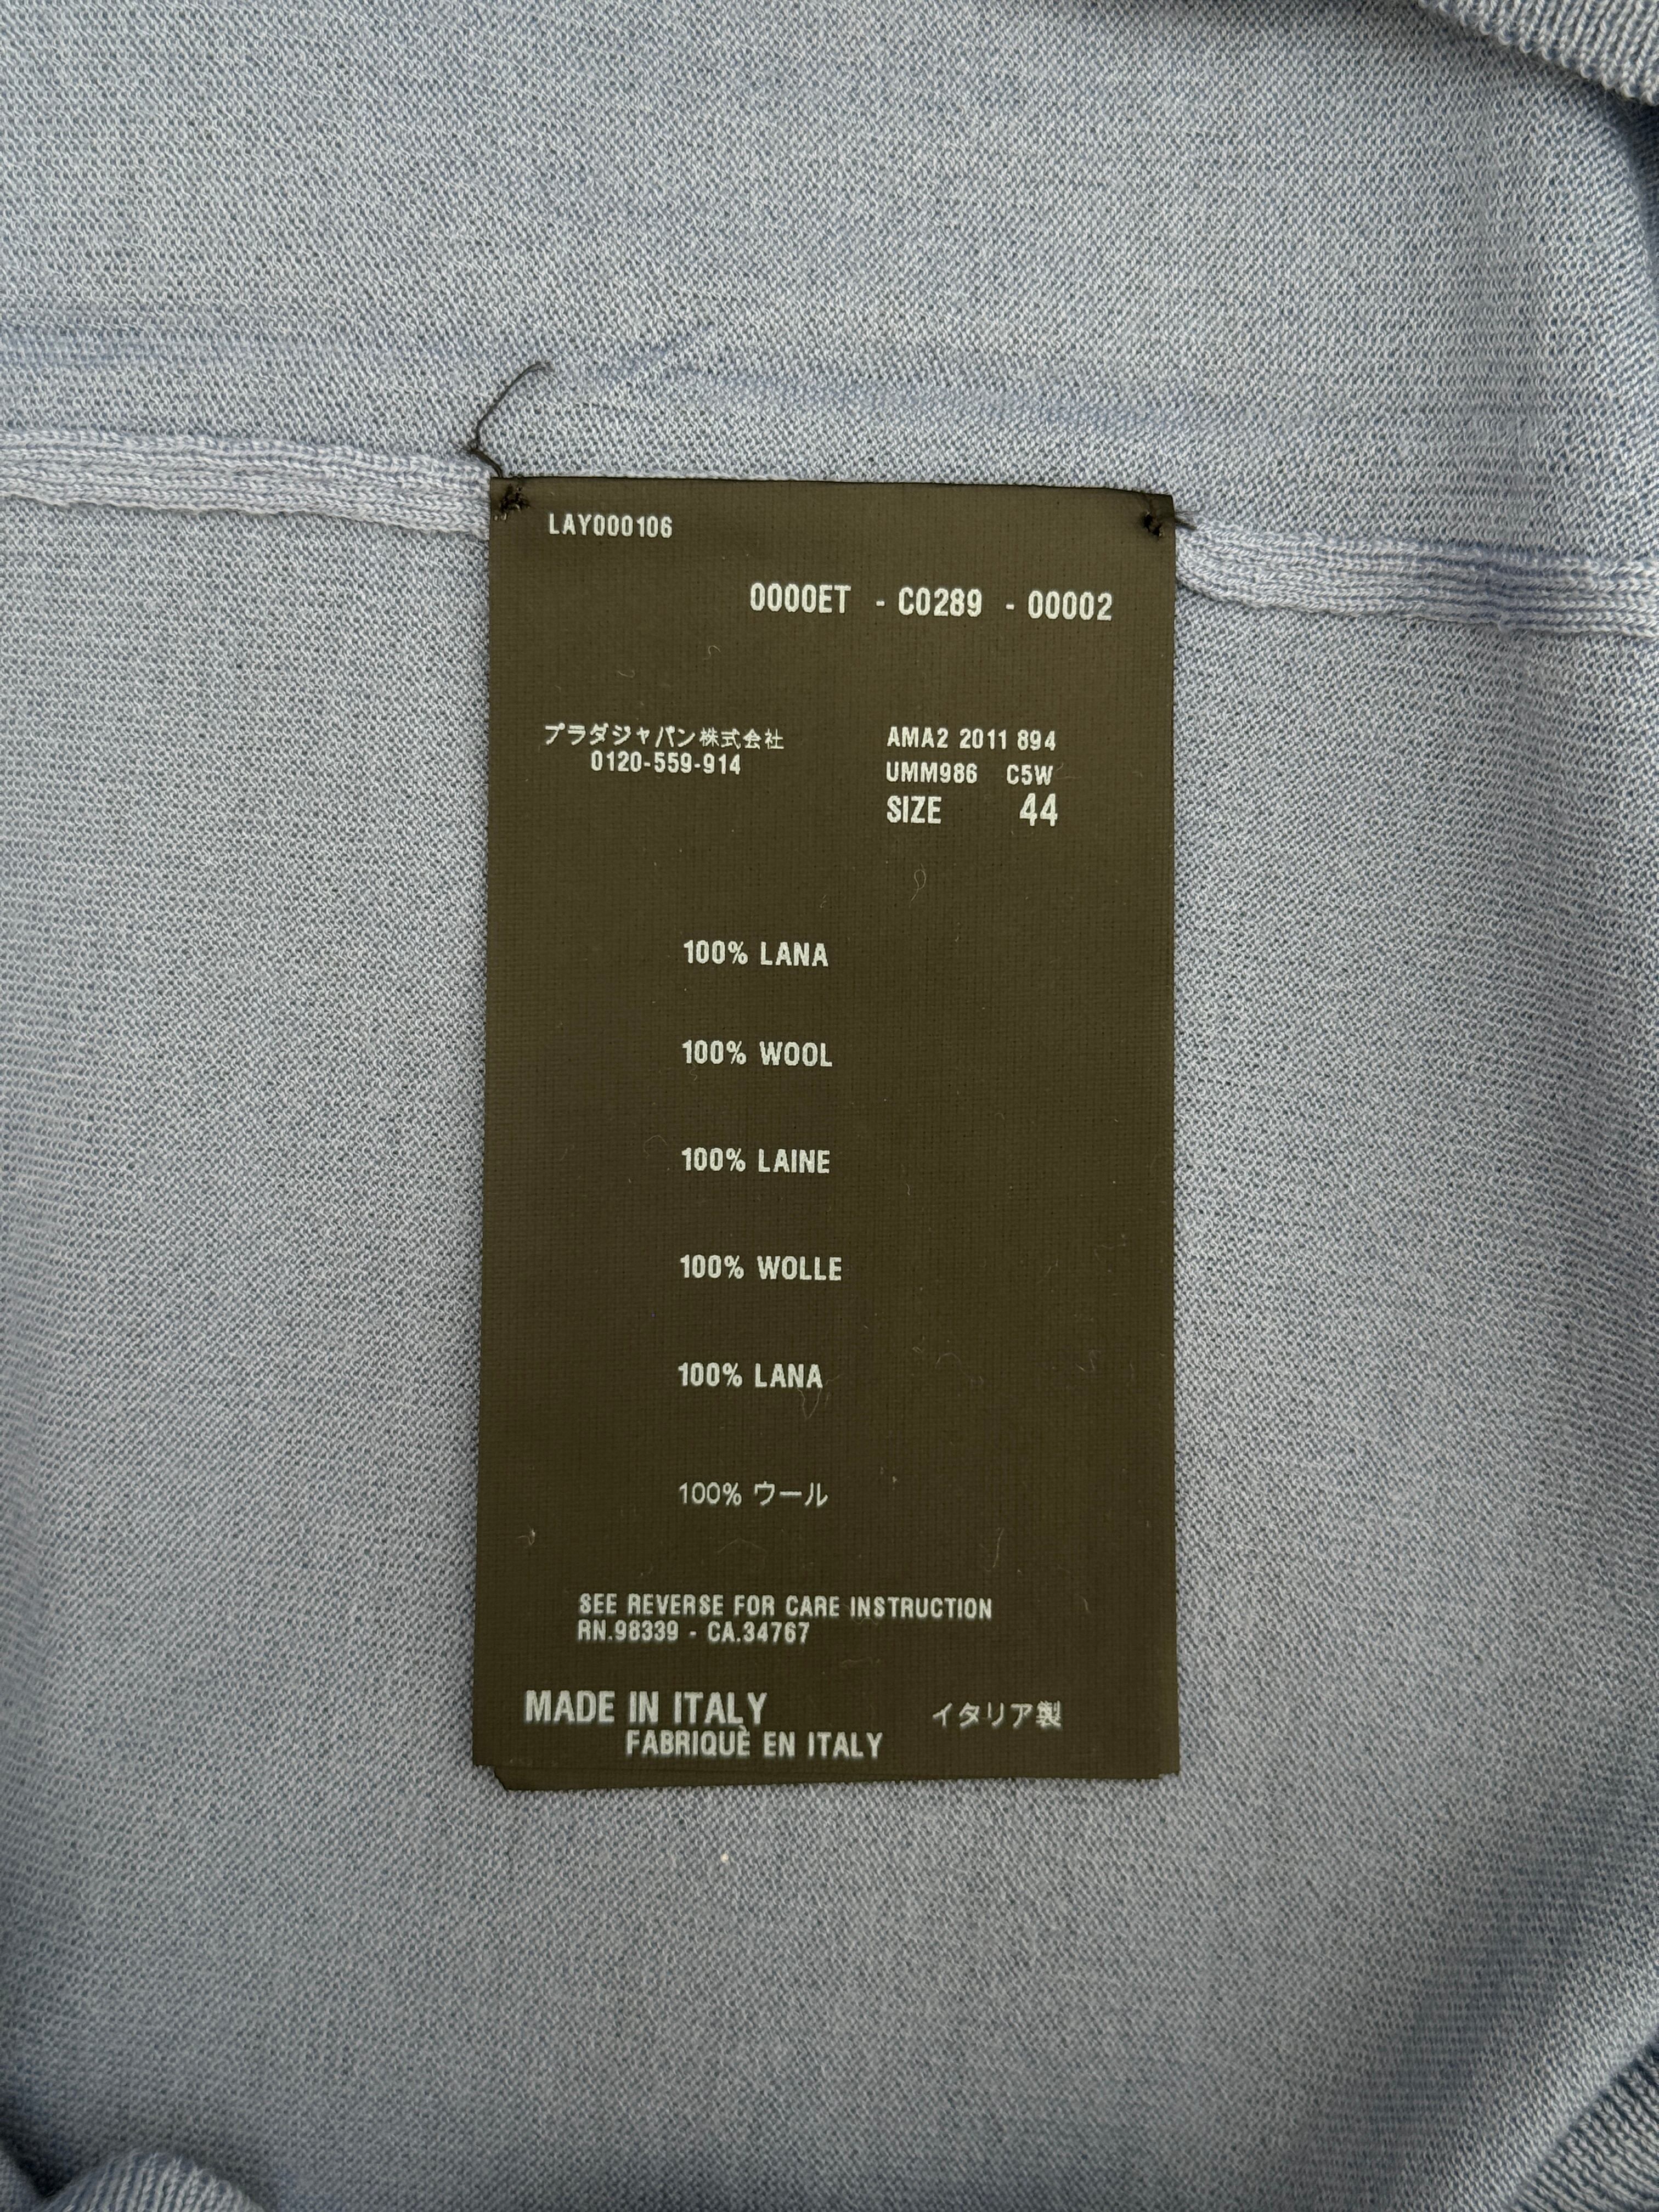 LAY000106
0000ET - C0289 - 00002
プラダジャパン株式会社
0120-559-914
AMA2 2011 894
UMM986 C5W
SIZE 44
100% LANA
100% WOOL
100% LAINE
100% WOLLE
100% LANA
100% ウール
SEE REVERSE FOR CARE INSTRUCTION
RN.98339 - CA.34767
MADE IN ITALY
FABRIQUÈ EN ITALY
イタリア製